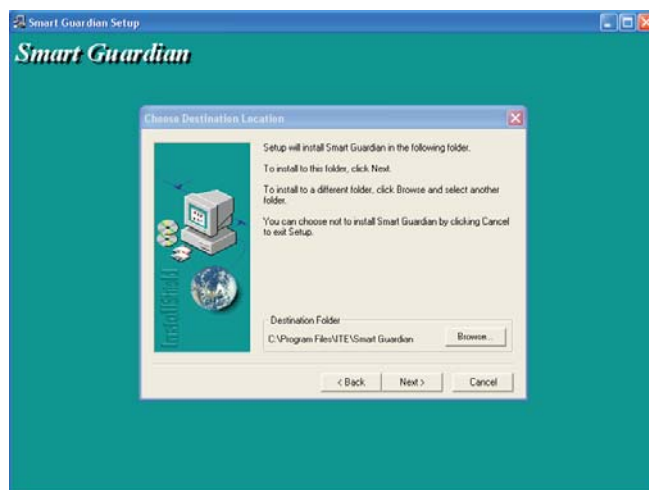 Smart Guardian Setup
Smart Guardian
Choose Destination Location
Setup will install Smart Guardian in the following folder.
To install to this folder, click Next.
To install to a different folder, click Browse and select another
folder.
You can choose not to install Smart Guardian by clicking Cancel
to exit Setup.
InstallShield
Destination Folder
C:\Program Files\ITE\Smart Guardian
Browse...
< Back
Next >
Cancel